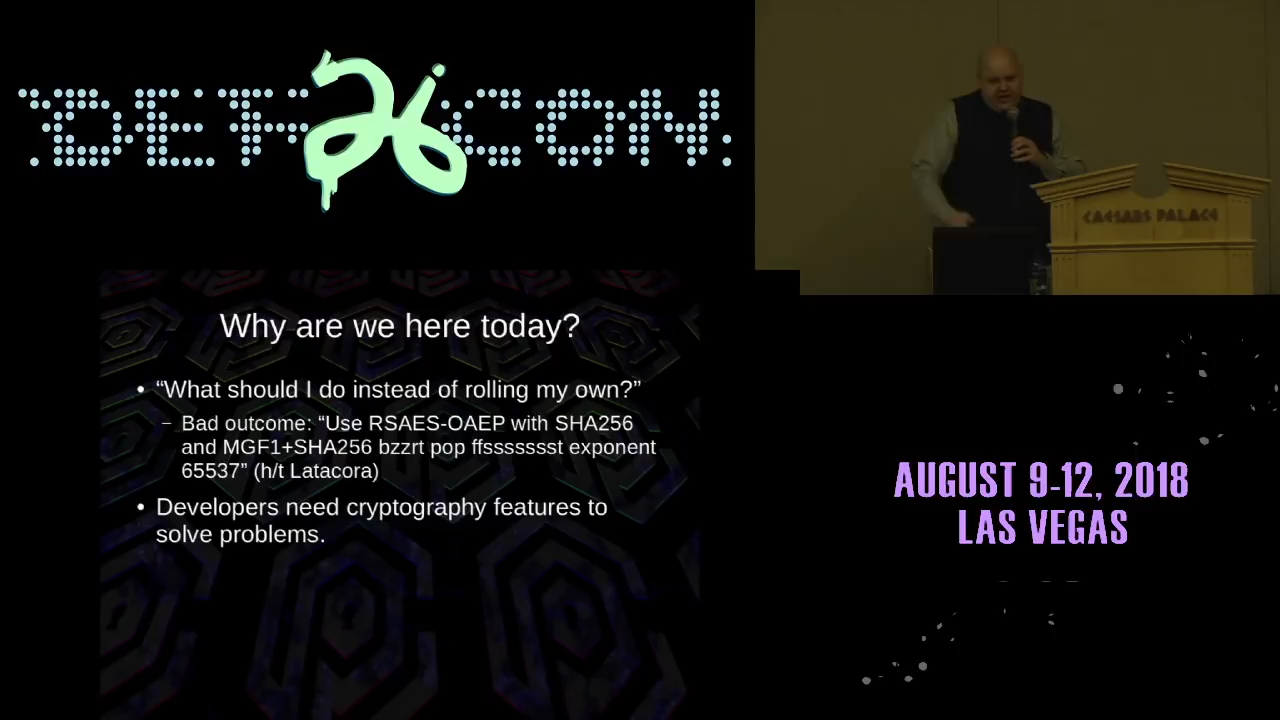 DEF 26 CON
CAESARS PALACE
Why are we here today?
• “What should I do instead of rolling my own?”
– Bad outcome: “Use RSAES-OAEP with SHA256
and MGF1+SHA256 bzzrt pop ffssssssst exponent
65537” (h/t Latacora)
• Developers need cryptography features to
solve problems.
AUGUST 9-12, 2018
LAS VEGAS